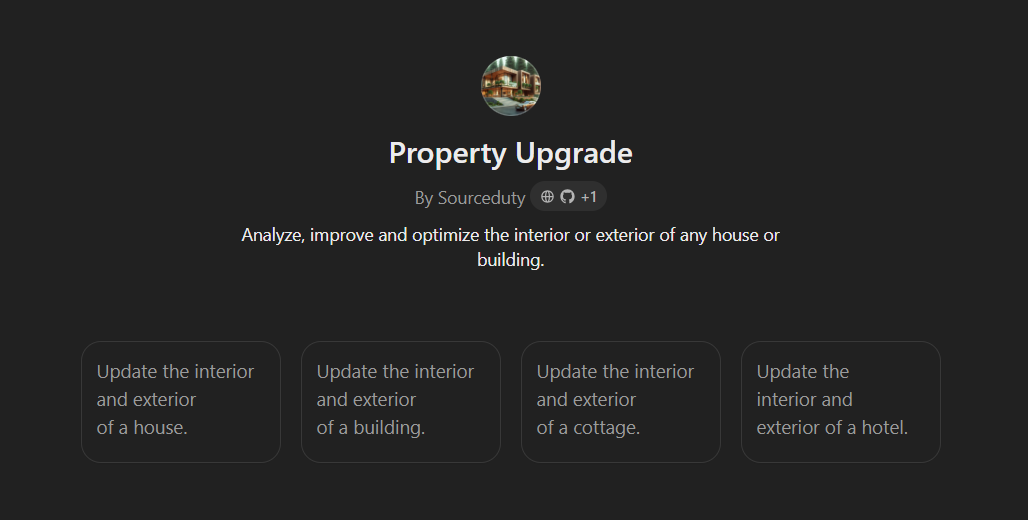 Property Upgrade
By Sourceduty +1
Analyze, improve and optimize the interior or exterior of any house or
building.
Update the interior
and exterior
of a house.
Update the interior
and exterior
of a building.
Update the interior
and exterior
of a cottage.
Update the
interior and
exterior of a hotel.